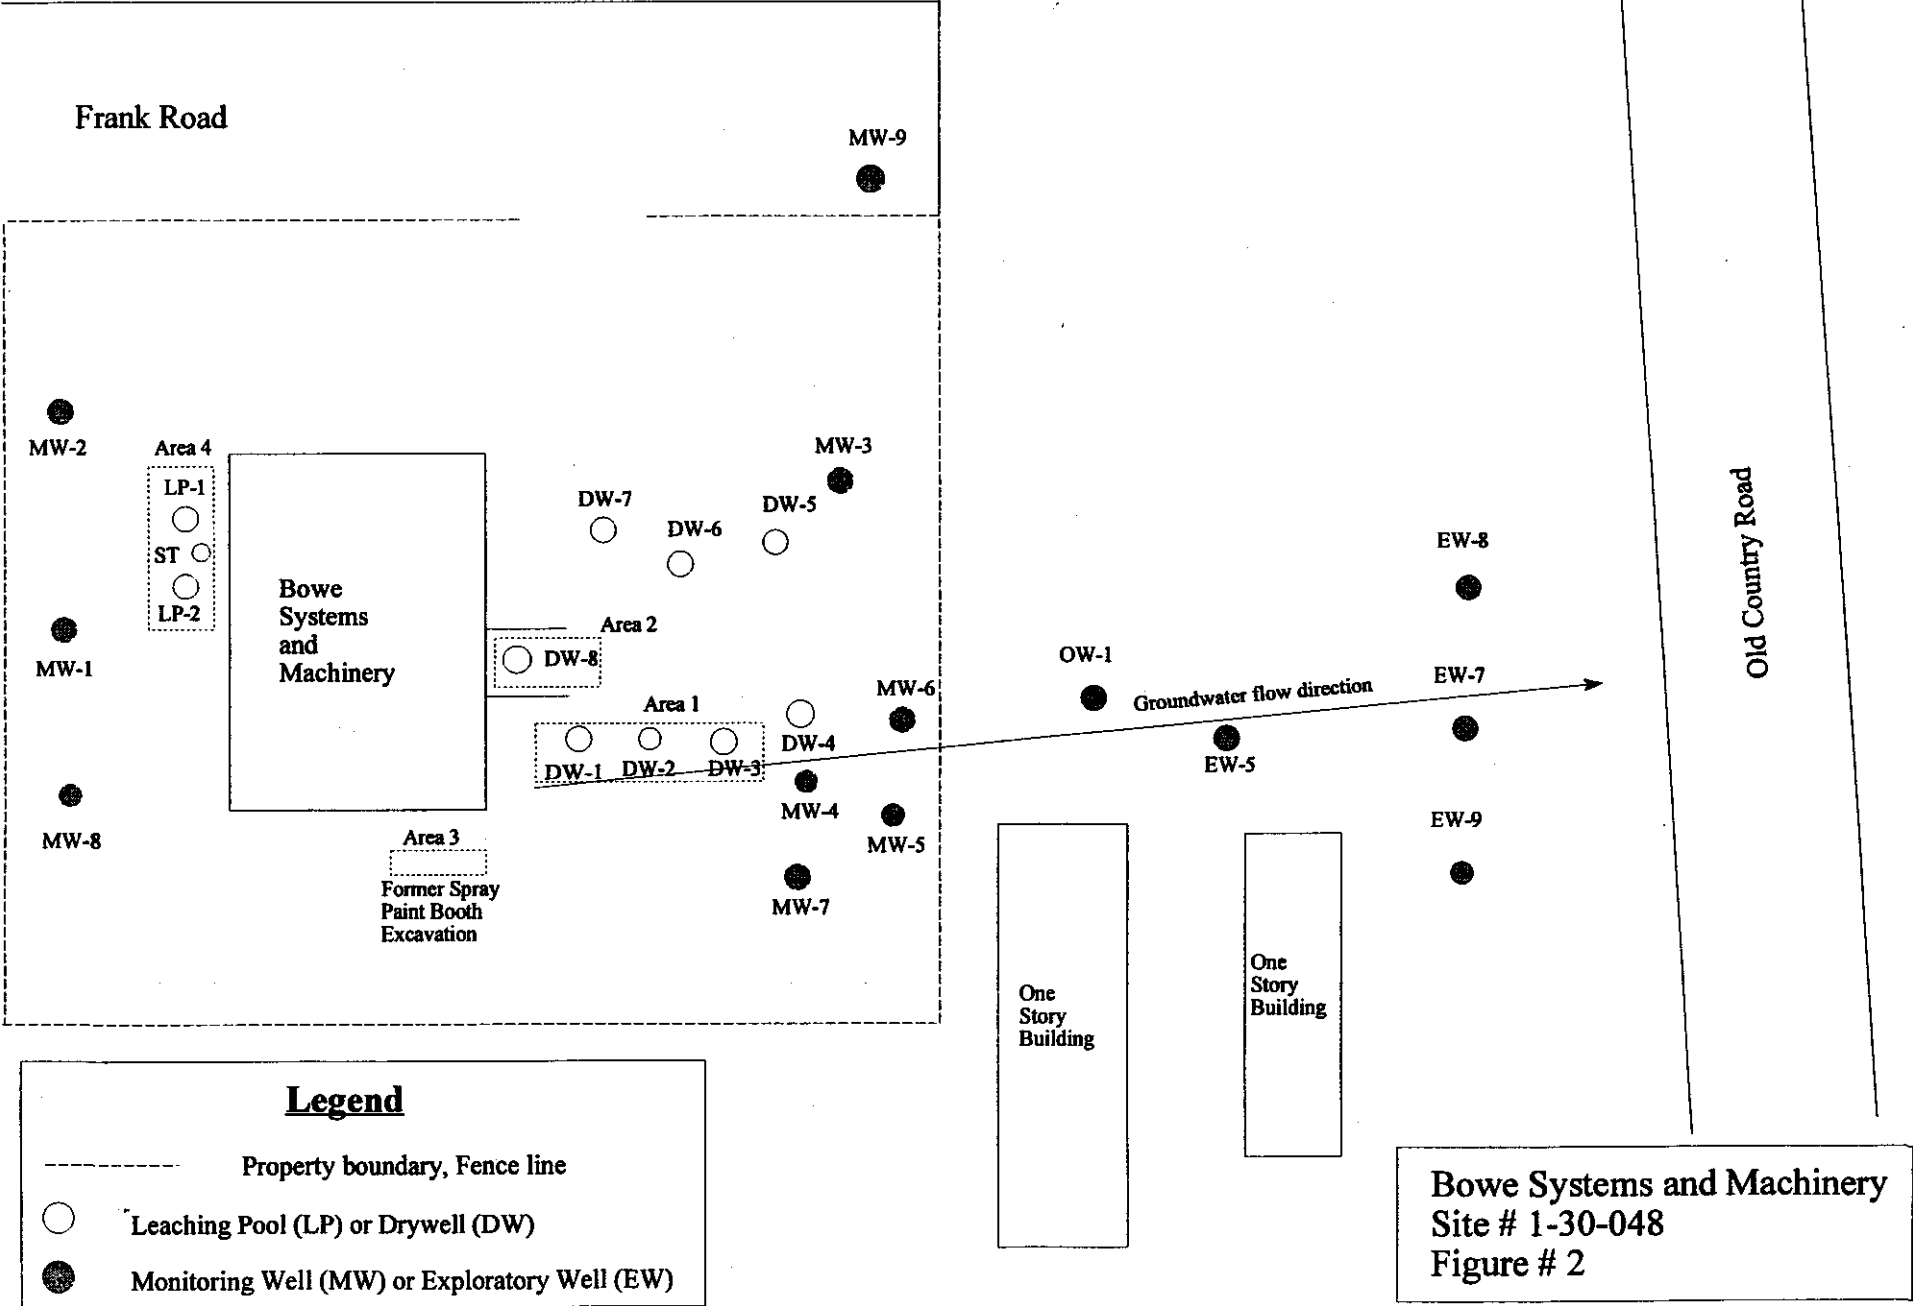 Frank Road
MW-9
MW-2
Area 4
LP-1
ST
LP-2
MW-1
MW-8
Bowe
Systems
and
Machinery
DW-7
DW-6
DW-5
MW-3
Area 2
DW-8
Area 1
DW-1
DW-2
DW-3
DW-4
MW-6
MW-4
MW-5
MW-7
Area 3
Former Spray
Paint Booth
Excavation
OW-1
Groundwater flow direction
EW-5
EW-8
EW-7
EW-9
Old Country Road
One
Story
Building
One
Story
Building
Legend
Property boundary, Fence line
Leaching Pool (LP) or Drywell (DW)
Monitoring Well (MW) or Exploratory Well (EW)
Bowe Systems and Machinery
Site # 1-30-048
Figure # 2